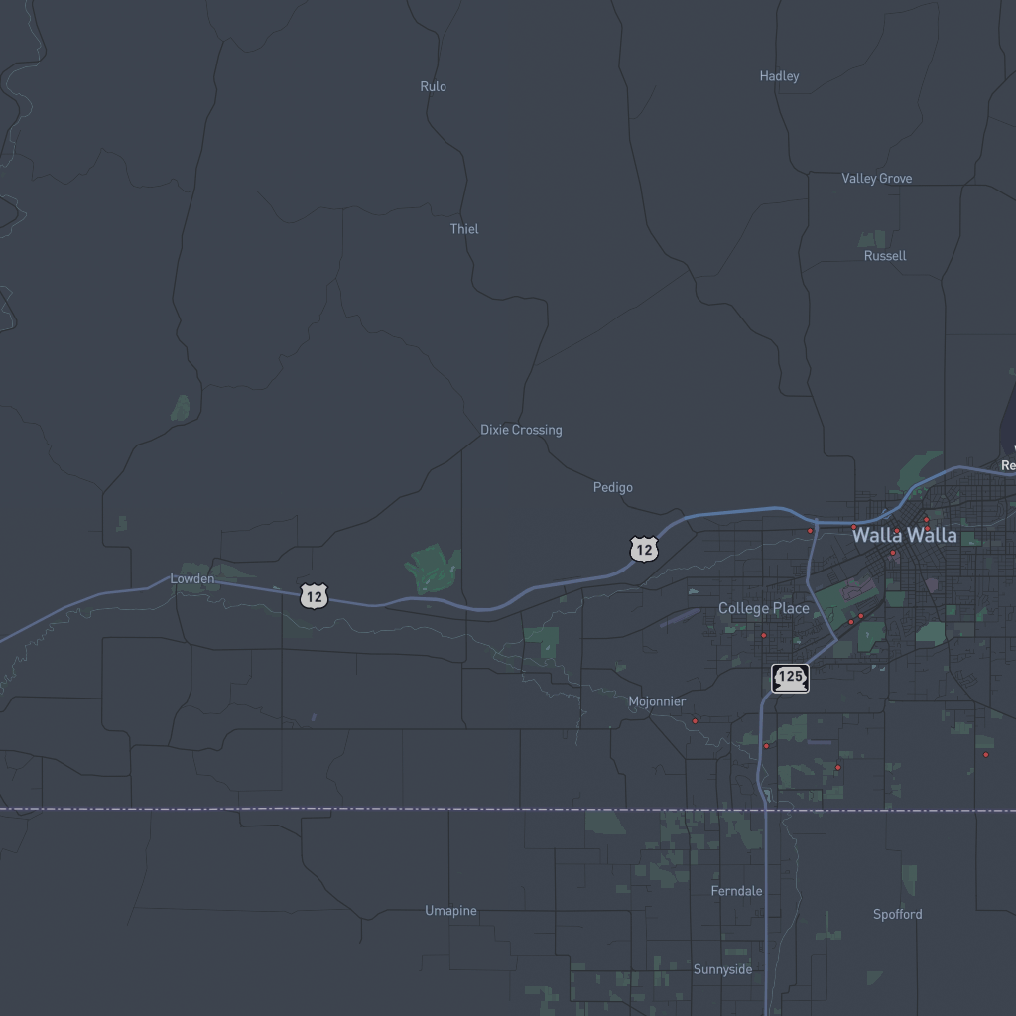 Hadley
Rulo
Valley Grove
Thiel
Russell
Dixie Crossing
Re
Pedigo
Walla Walla
12
Lowden
12
College Place
125
Mojonnier
Ferndale
Umapine
Spofford
Sunnyside